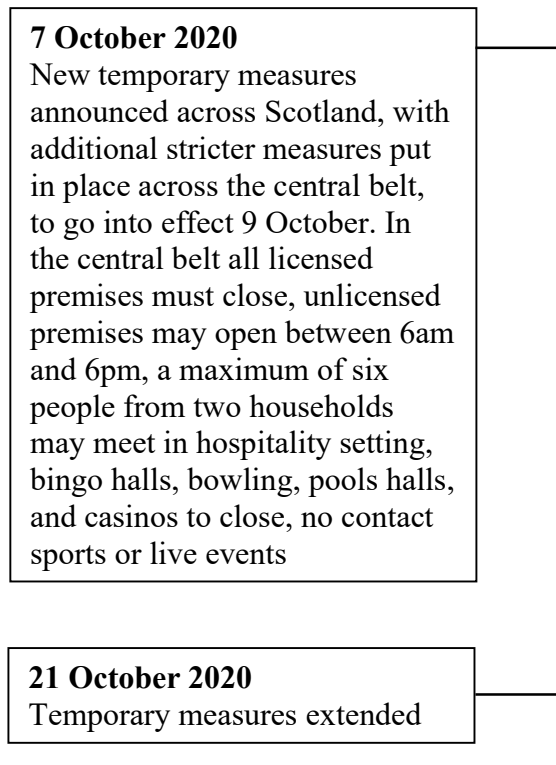 7 October 2020
New temporary measures
announced across Scotland, with
additional stricter measures put
in place across the central belt,
to go into effect 9 October. In
the central belt all licensed
premises must close, unlicensed
premises may open between 6am
and 6pm, a maximum of six
people from two households
may meet in hospitality setting,
bingo halls, bowling, pools halls,
and casinos to close, no contact
sports or live events
21 October 2020
Temporary measures extended